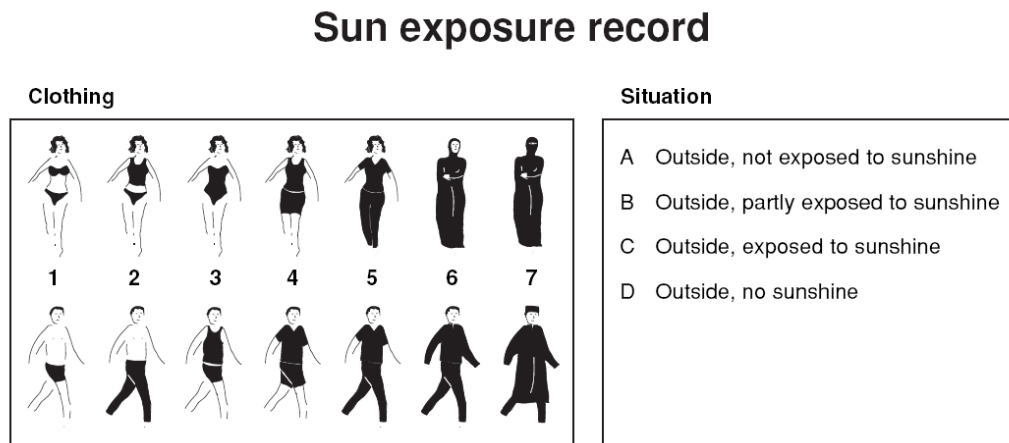 Sun exposure record
Clothing
1 2 3 4 5 6 7
Situation
A Outside, not exposed to sunshine
B Outside, partly exposed to sunshine
C Outside, exposed to sunshine
D Outside, no sunshine